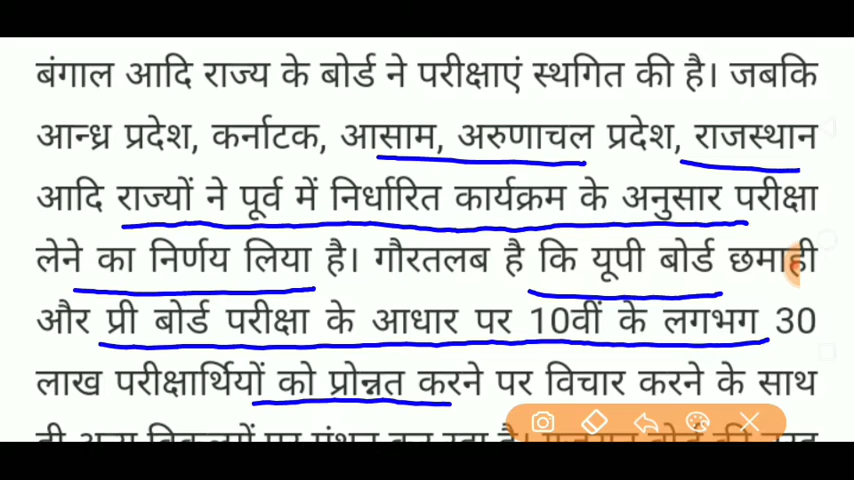 बंगाल आदि राज्य के बोर्ड ने परीक्षाएं स्थगित की है। जबकि
आन्ध्र प्रदेश, कर्नाटक, आसाम, अरुणाचल प्रदेश, राजस्थान
आदि राज्यों ने पूर्व में निर्धारित कार्यक्रम के अनुसार परीक्षा
लेने का निर्णय लिया है। गौरतलब है कि यूपी बोर्ड छमाही
और प्री बोर्ड परीक्षा के आधार पर 10वीं के लगभग 30
लाख परीक्षार्थियों को प्रोन्नत करने पर विचार करने के साथ